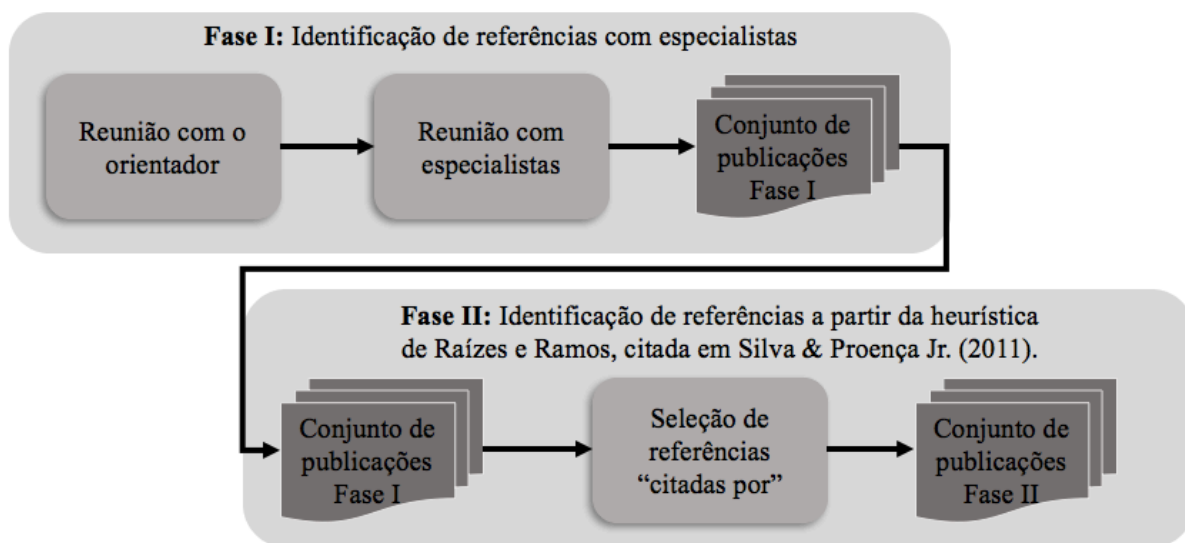 Fase I: Identificação de referências com especialistas
Reunião com o
orientador
Reunião com
especialistas
Conjunto de
publicações
Fase I
Fase II: Identificação de referências a partir da heurística
de Raízes e Ramos, citada em Silva & Proença Jr. (2011).
Conjunto de
publicações
Fase I
Seleção de
referências
“citadas por”
Conjunto de
publicações
Fase II